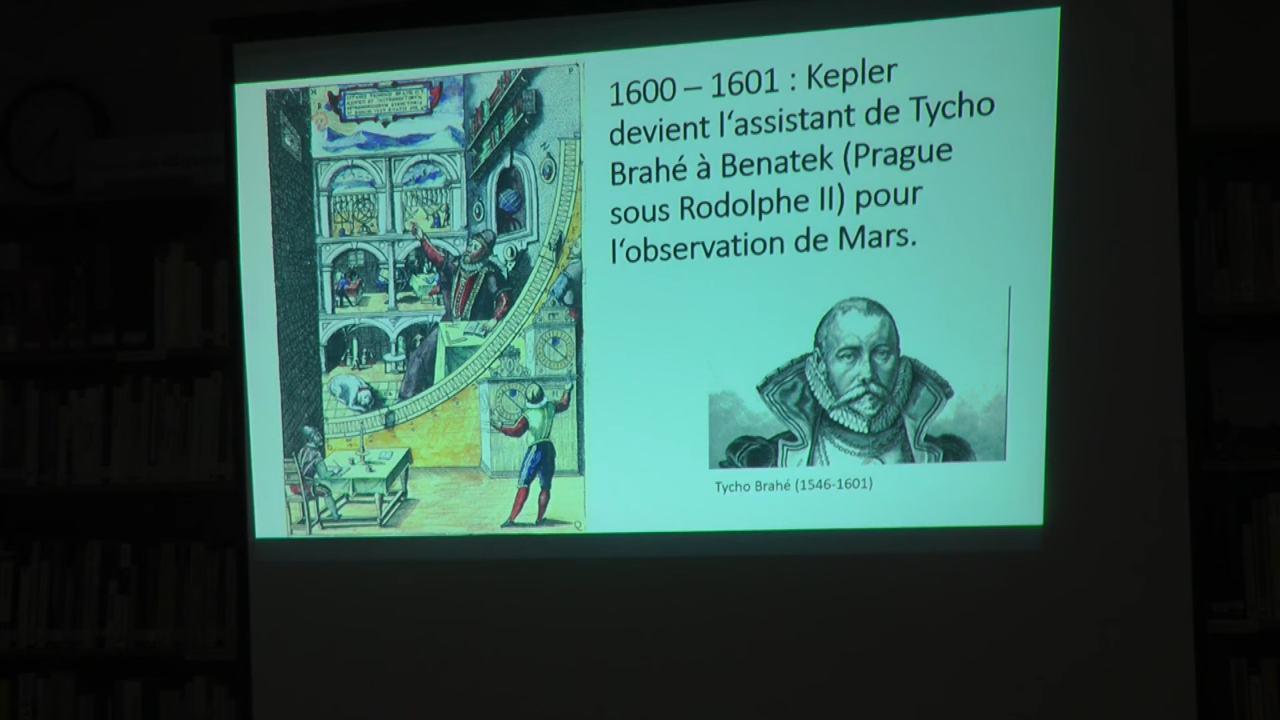 1600 – 1601 : Kepler
devient l‘assistant de Tycho
Brahé à Benatek (Prague
sous Rodolphe II) pour
l‘observation de Mars.
Tycho Brahé (1546-1601)